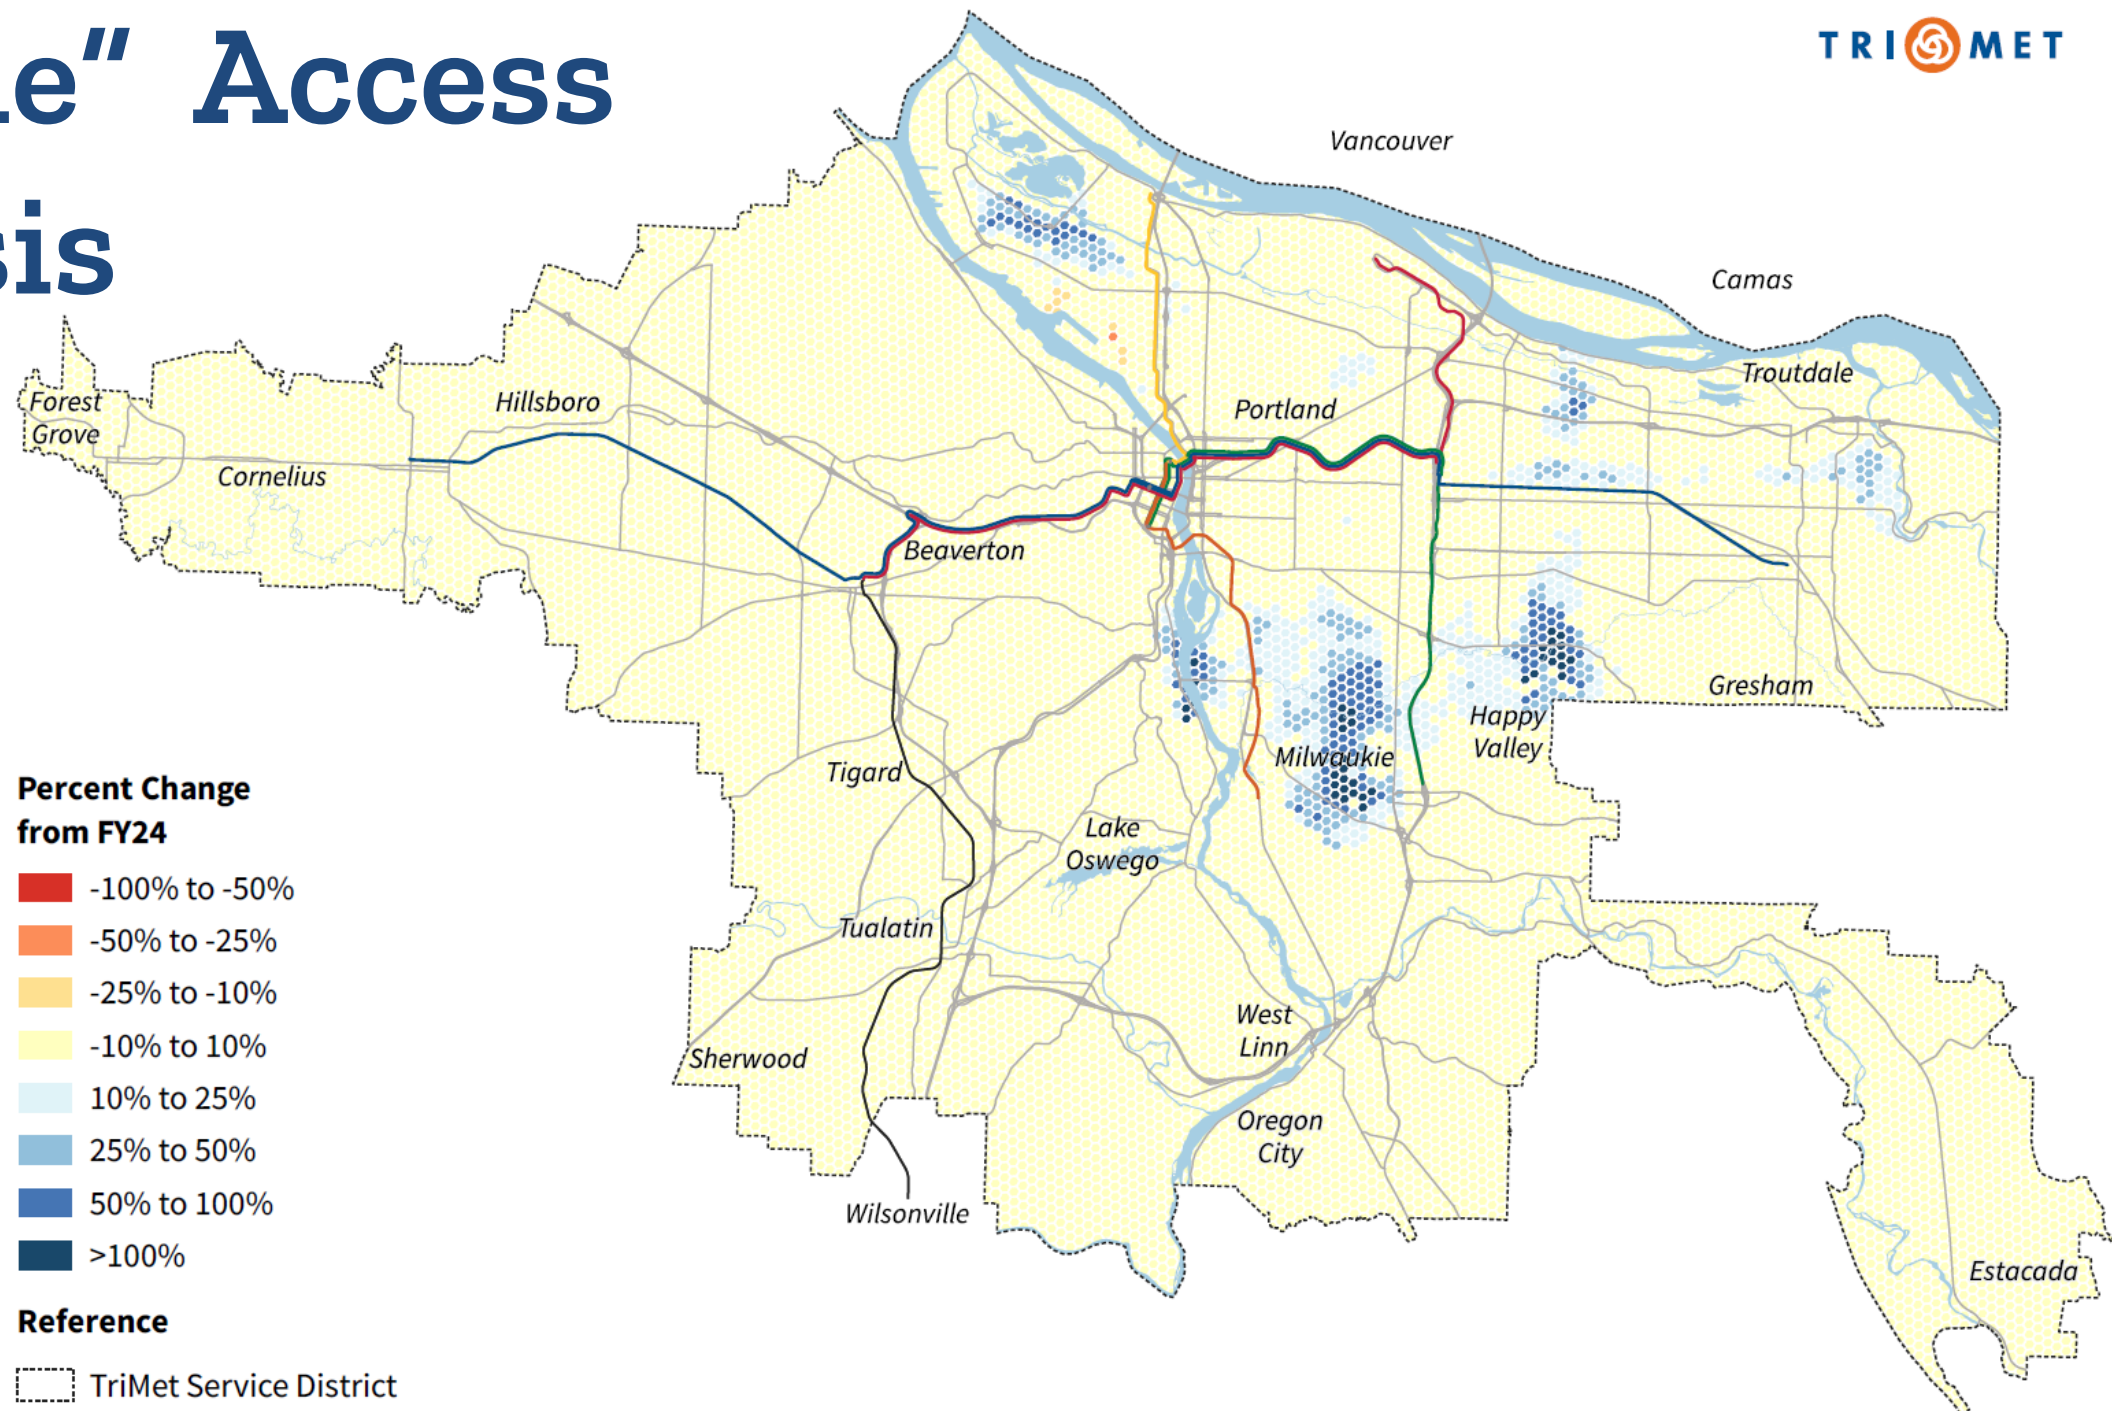 Access
TRIMET
Vancouver
Camas
Troutdale
Forest
Grove
Hillsboro
Portland
Cornelius
Beaverton
Gresham
Happy
Valley
Milwaukie
Tigard
Lake
Oswego
Tualatin
West
Linn
Sherwood
Oregon
City
Wilsonville
Estacada
Percent Change
from FY24
-100% to -50%
-50% to -25%
-25% to -10%
-10% to 10%
10% to 25%
25% to 50%
50% to 100%
>100%
Reference
TriMet Service District